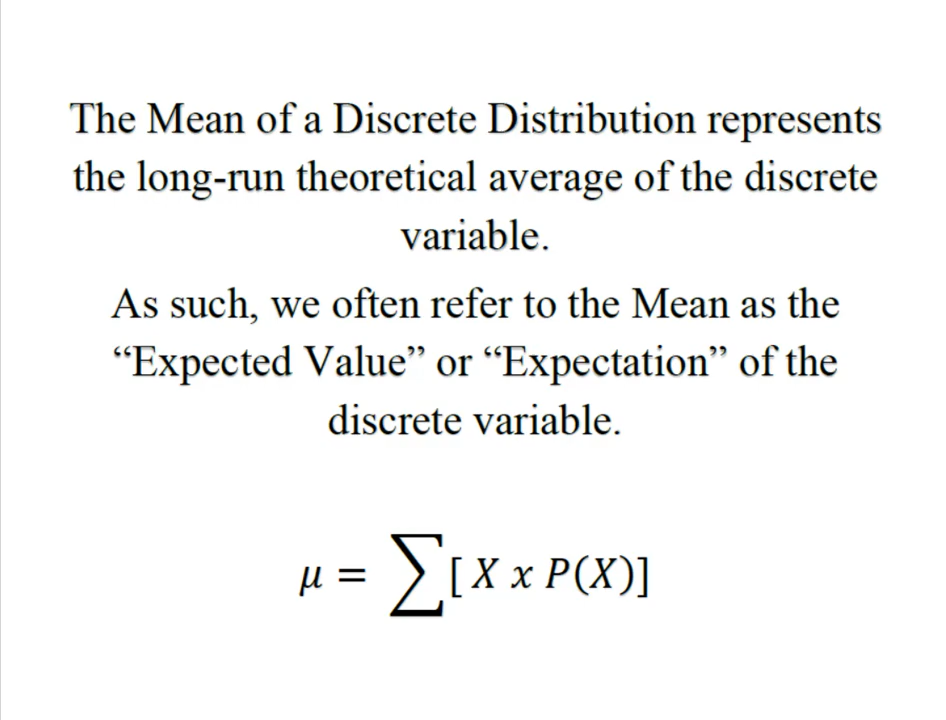 The Mean of a Discrete Distribution represents
the long-run theoretical average of the discrete
variable.
As such, we often refer to the Mean as the
“Expected Value” or “Expectation” of the
discrete variable.
μ = ∑[ X x P(X)]